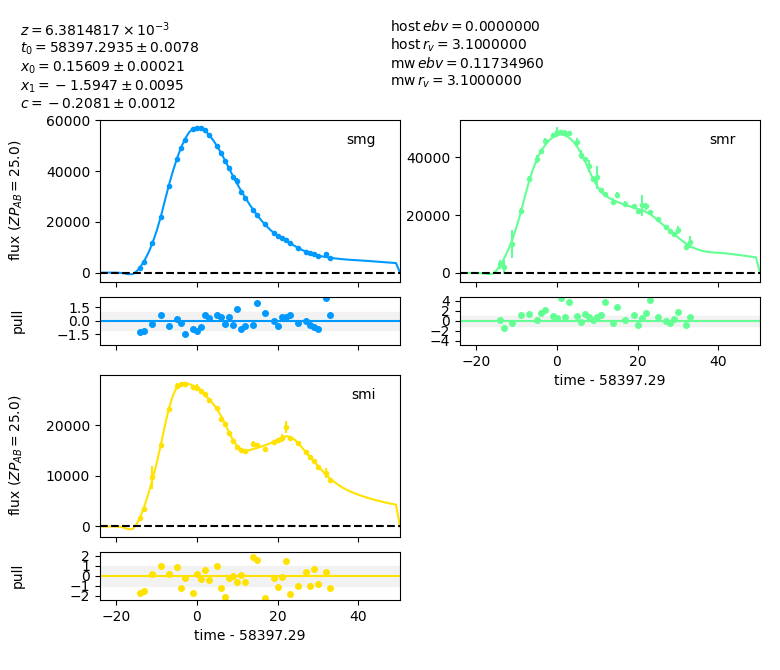 z = 6.3814817 × 10⁻³
t₀ = 58397.2935 ± 0.0078
x₀ = 0.15609 ± 0.00021
x₁ = −1.5947 ± 0.0095
c = −0.2081 ± 0.0012
host ebv = 0.0000000
host r_v = 3.1000000
mw ebv = 0.11734960
mw r_v = 3.1000000
60000
40000
20000
0
flux (ZP_AB = 25.0)
smg
40000
20000
0
smr
1.5
0.0
−1.5
pull
4
2
0
−2
−4
−20
0
20
40
time - 58397.29
20000
10000
0
flux (ZP_AB = 25.0)
smi
2
1
0
−1
−2
pull
−20
0
20
40
time - 58397.29